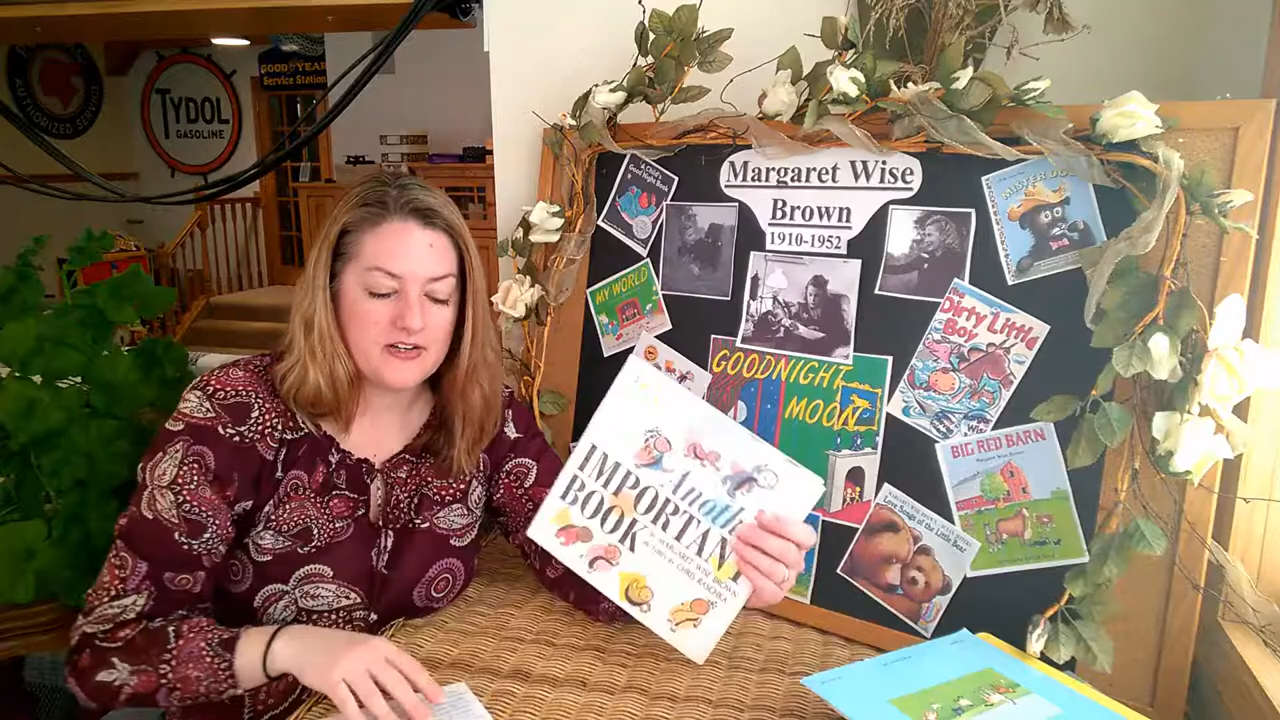 AUTHORIZED SERVICE
TYDOL
GASOLINE
GOOD YEAR
Service Station
Margaret Wise
Brown
1910-1952
A Child's
Good Night Book
MISTER DOG
MY WORLD
The
Dirty Little
Boy
GOODNIGHT
MOON
BIG RED BARN
Margaret Wise Brown
Love Songs of the Little Bear
Anoth
IMPORTANT
BOOK
BY MARGARET WISE BROWN
PICTURES BY CHRIS RASCHKA